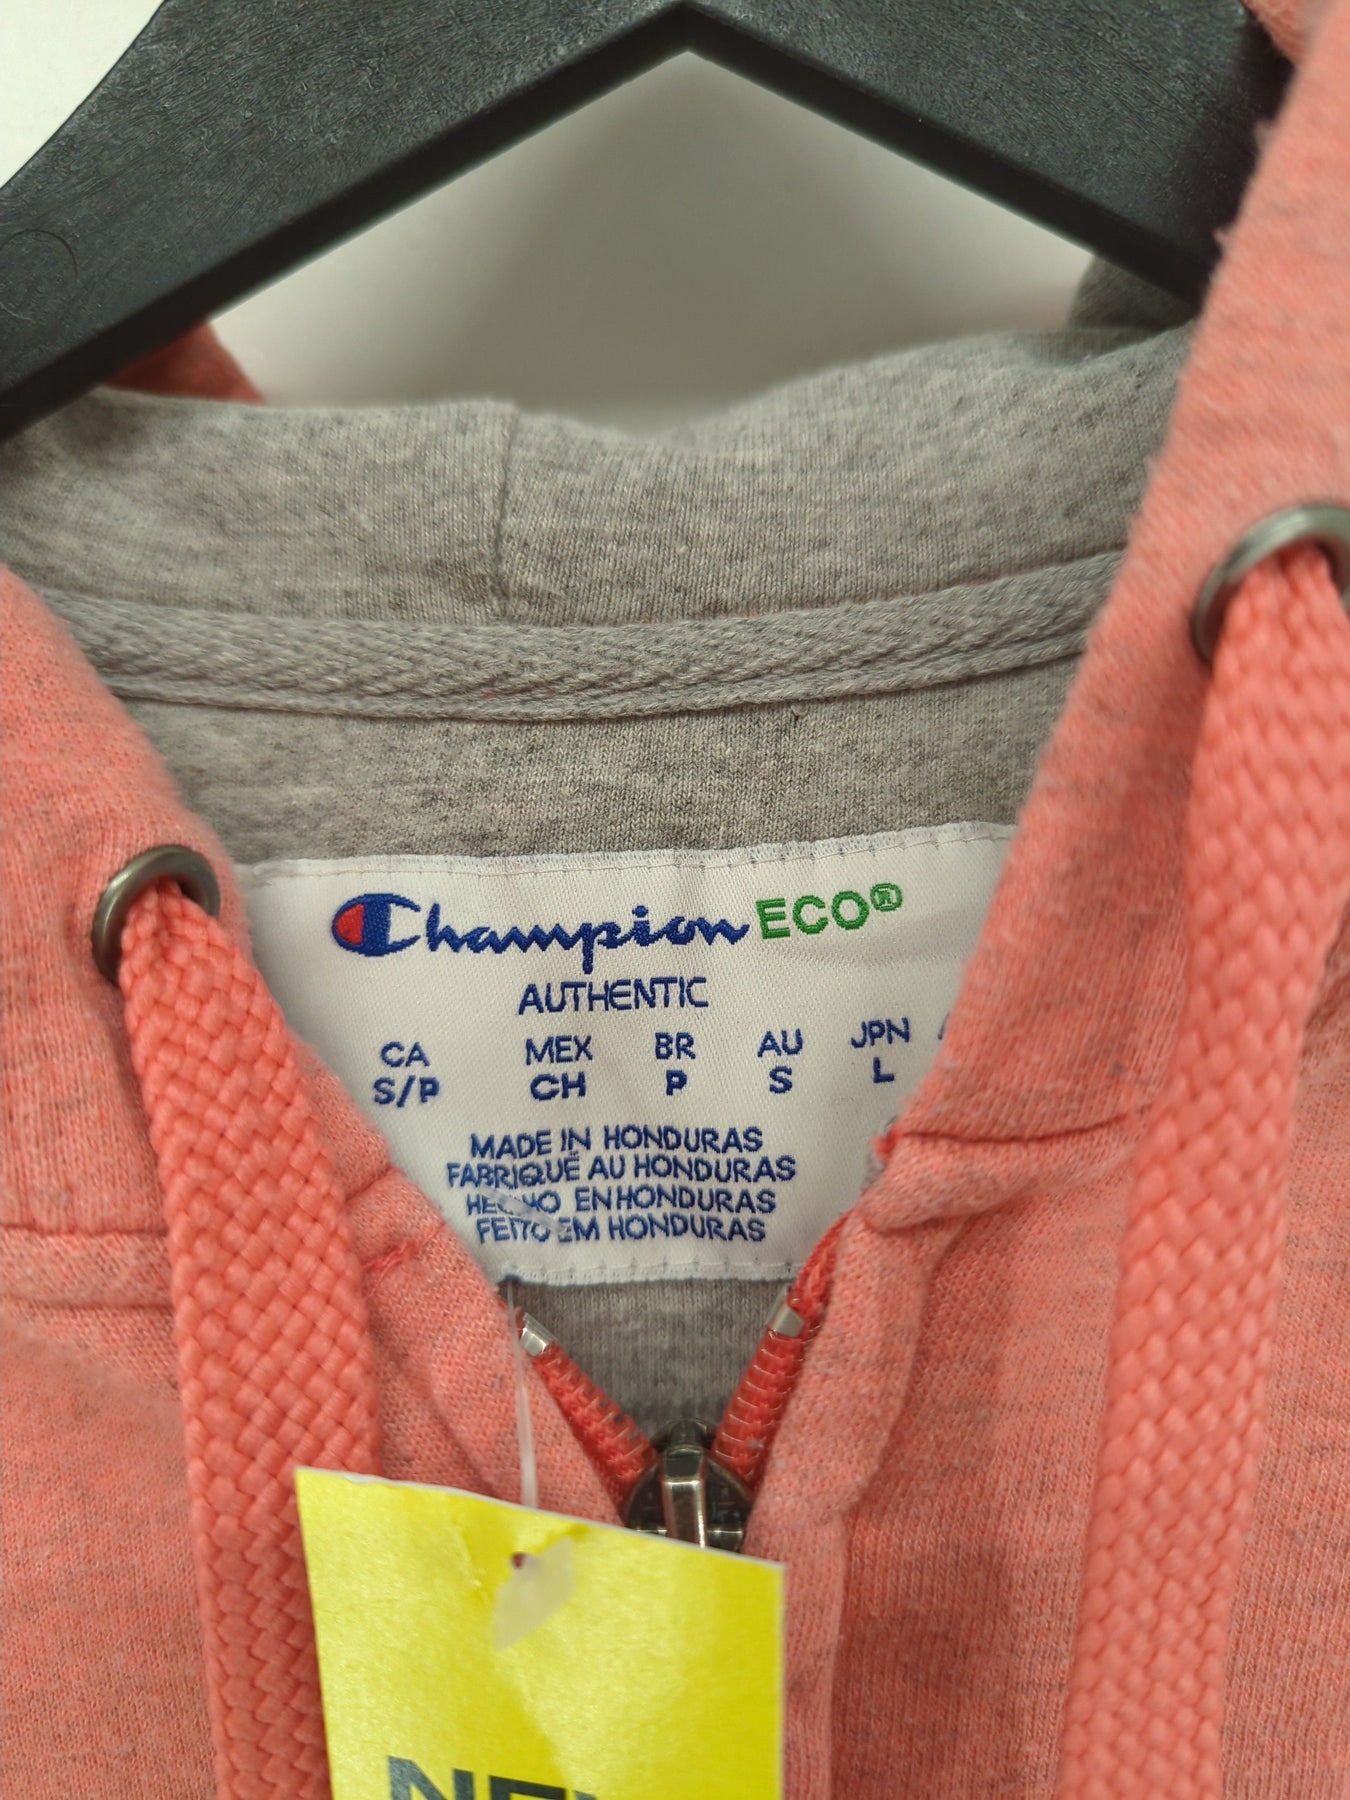 Champion ECO®
AUTHENTIC
CA MEX BR AU JPN
S/P CH P S L
MADE IN HONDURAS
FABRIQUÉ AU HONDURAS
HECHO EN HONDURAS
FEITO EM HONDURAS